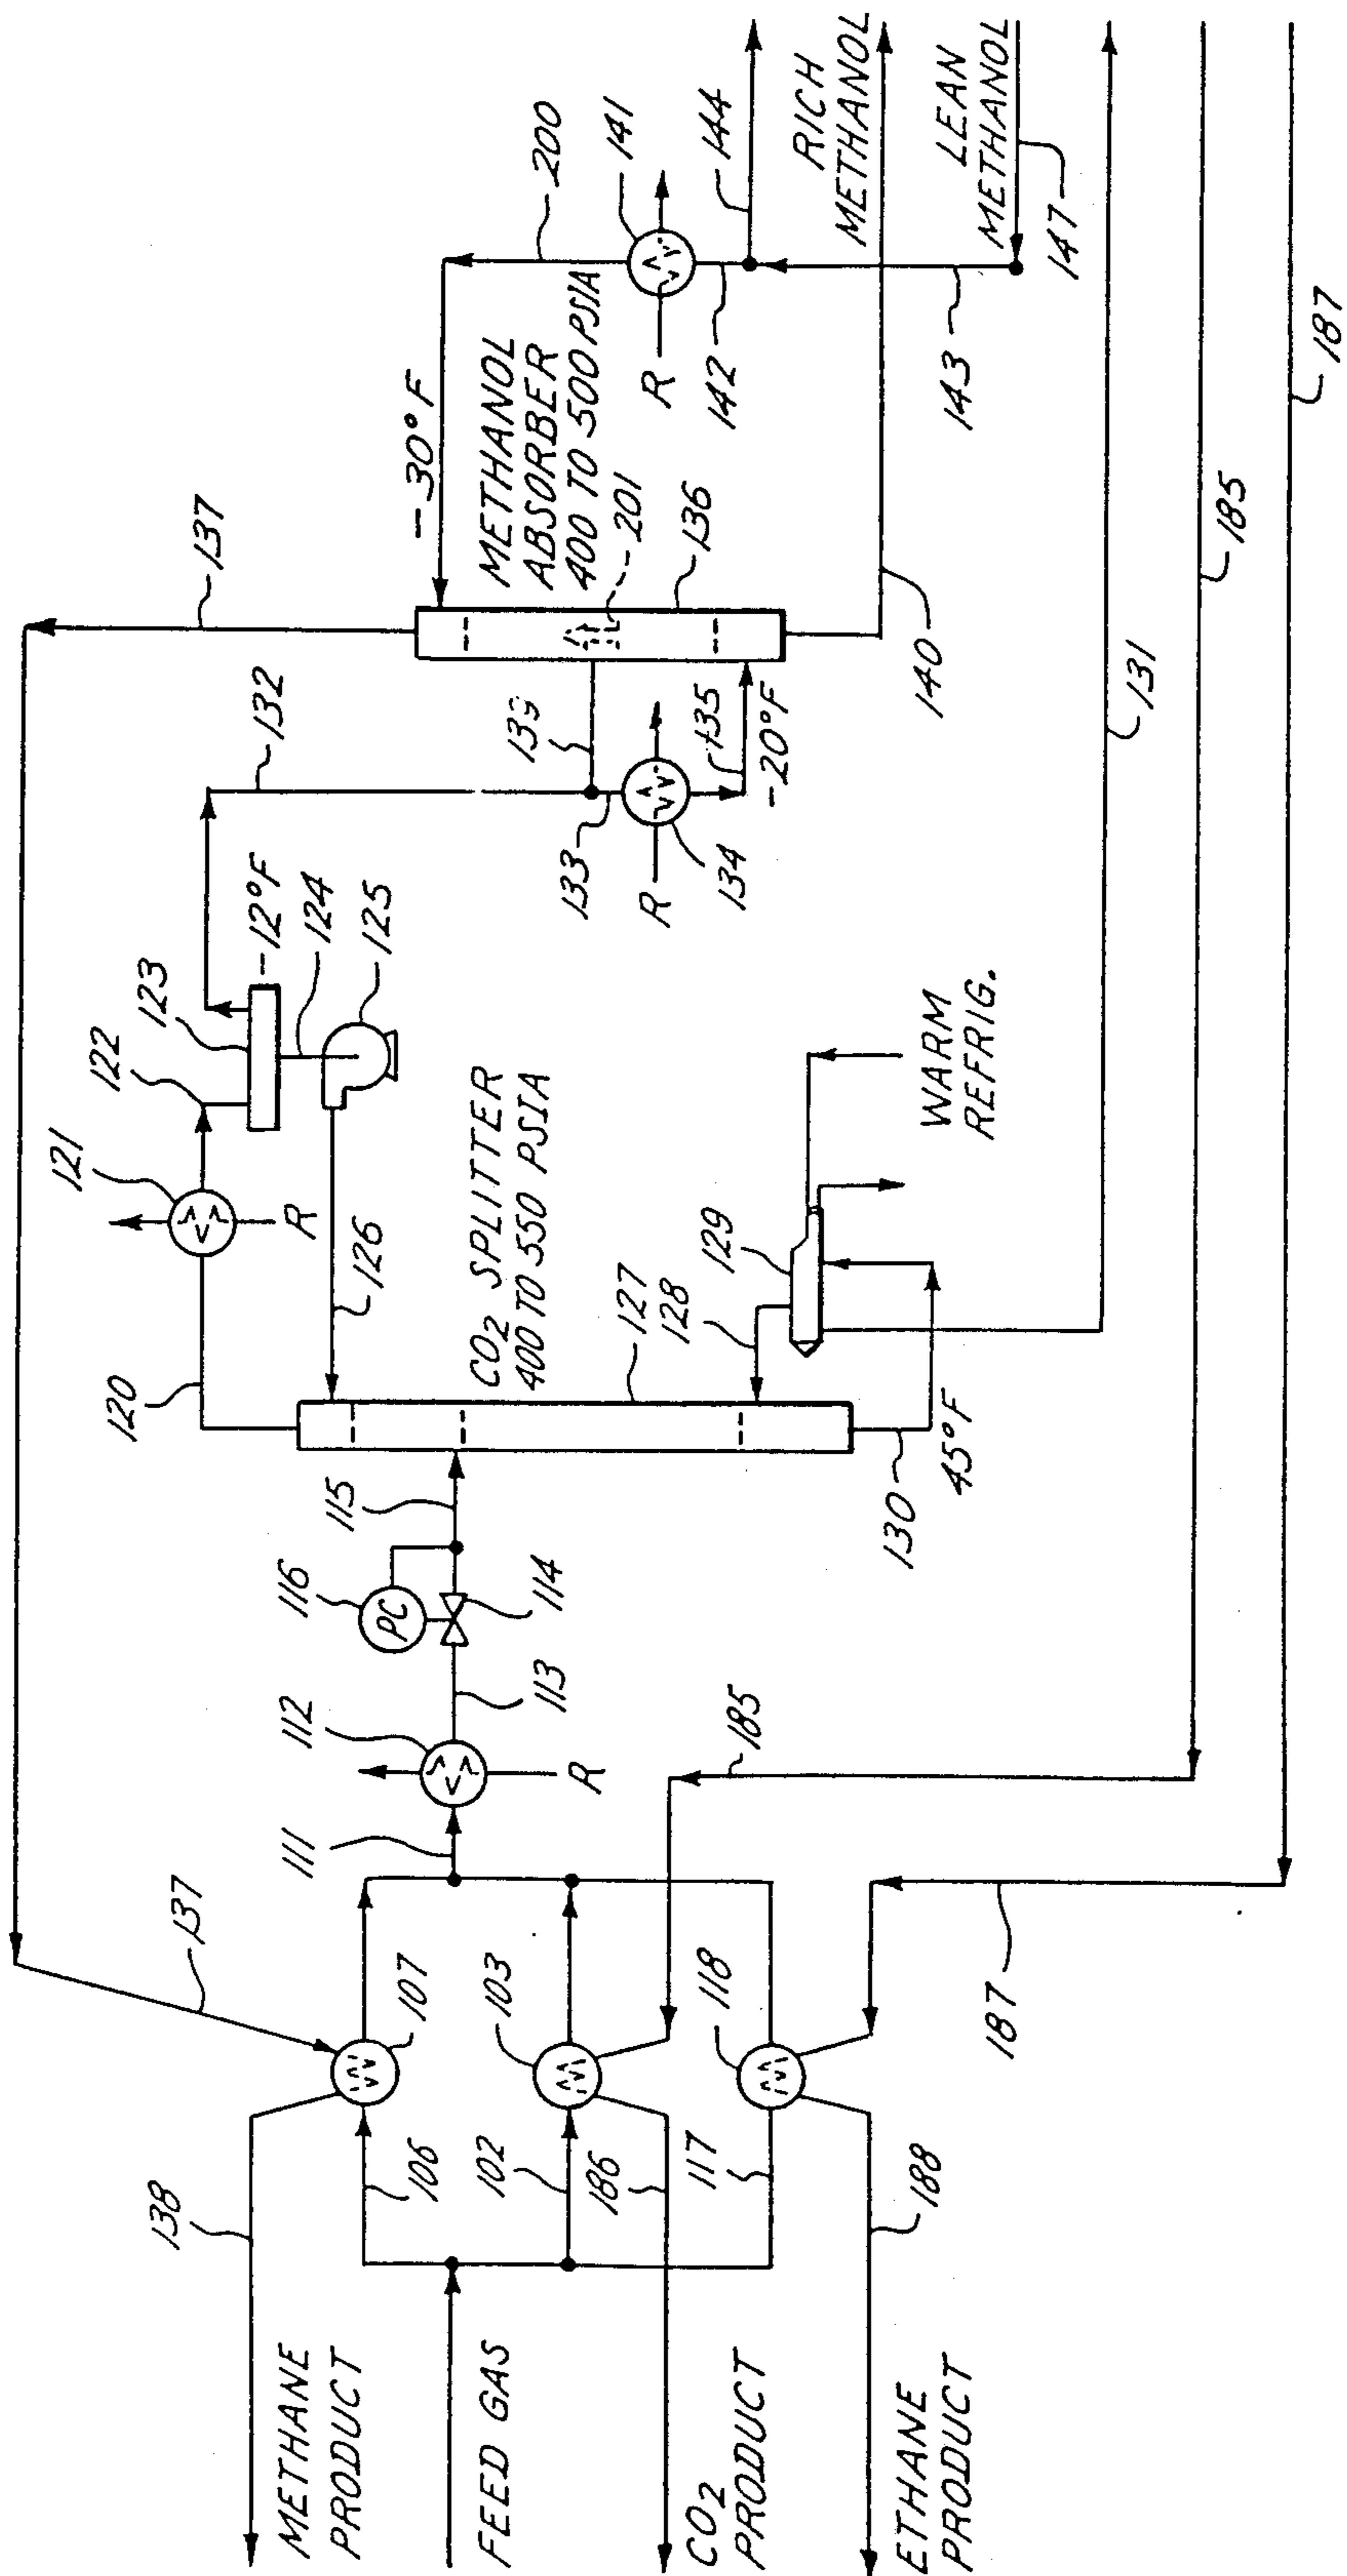 METHANE
PRODUCT
138
137
137
106
107
FEED GAS
102
103
111
112
R
113
114
116
PC
115
CO2
PRODUCT
186
185
185
117
118
ETHANE
PRODUCT
188
187
187
120
121
R
122
123
-12°F
124
125
126
CO2 SPLITTER
400 TO 550 PSIA
127
128
129
130
45°F
WARM
REFRIG.
131
132
133
R
134
135
-20°F
139
136
201
METHANOL
ABSORBER
400 TO 500 PSIA
-30°F
140
200
141
R
142
143
144
RICH
METHANOL
LEAN
METHANOL
147